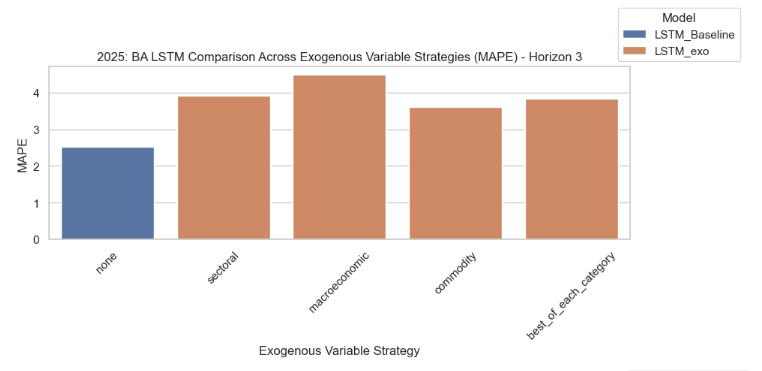 Model
LSTM_Baseline
LSTM_exo
2025: BA LSTM Comparison Across Exogenous Variable Strategies (MAPE) - Horizon 3
MAPE
4
3
2
1
0
none
sectoral
macroeconomic
commodity
best_of_each_category
Exogenous Variable Strategy